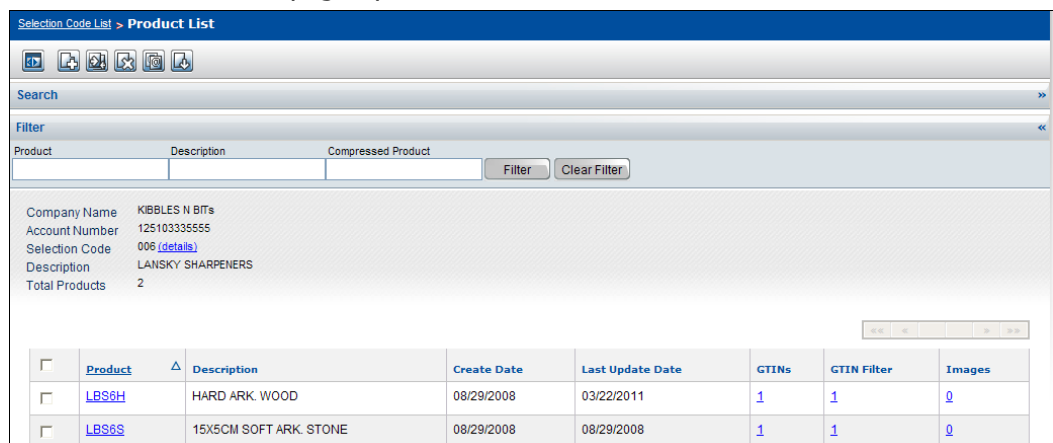 Selection Code List > Product List
Search »
Filter «
Product Description Compressed Product
Filter Clear Filter
Company Name KIBBLES N BITs
Account Number 125103335555
Selection Code 006 (details)
Description LANSKY SHARPENERS
Total Products 2
«« « » »»
Product △ Description Create Date Last Update Date GTINs GTIN Filter Images
LBS6H HARD ARK. WOOD 08/29/2008 03/22/2011 1 1 0
LBS6S 15X5CM SOFT ARK. STONE 08/29/2008 08/29/2008 1 1 0